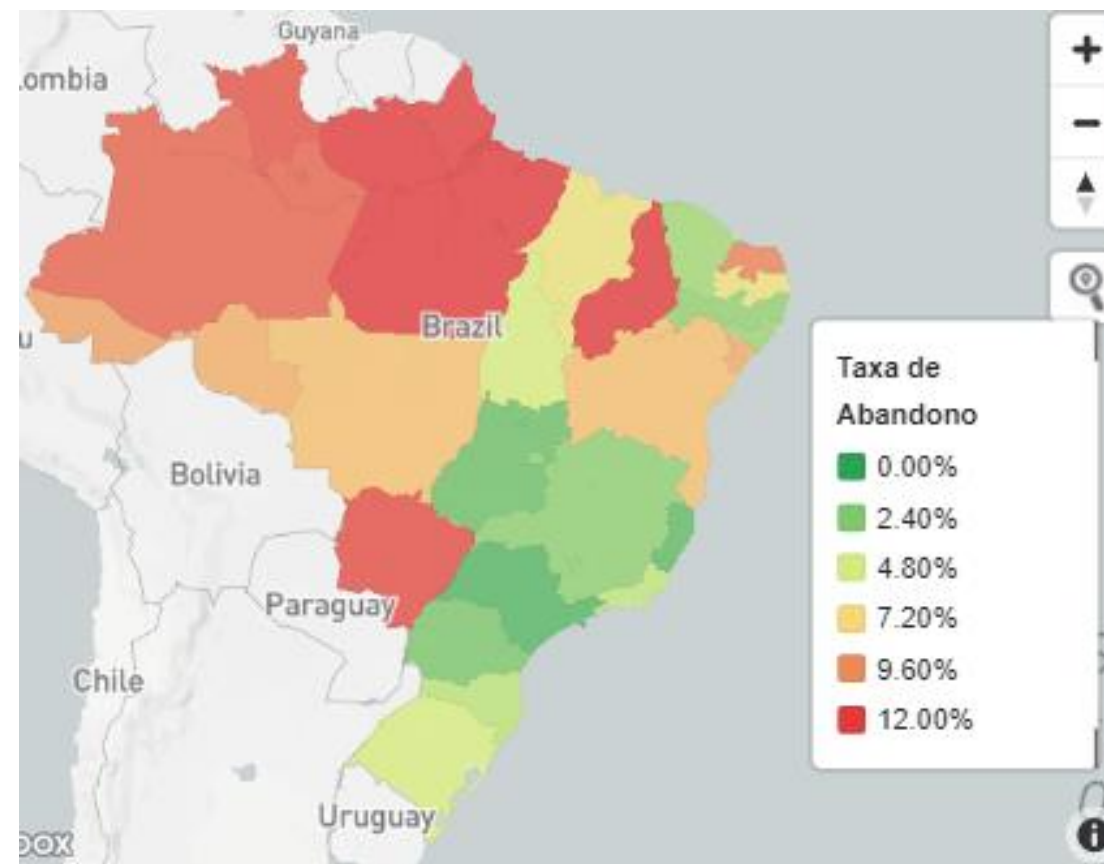 Guyana
ombia
Brazil
Bolivia
Paraguay
Chile
Uruguay
+
−
Taxa de
Abandono
0.00%
2.40%
4.80%
7.20%
9.60%
12.00%
u
box
i